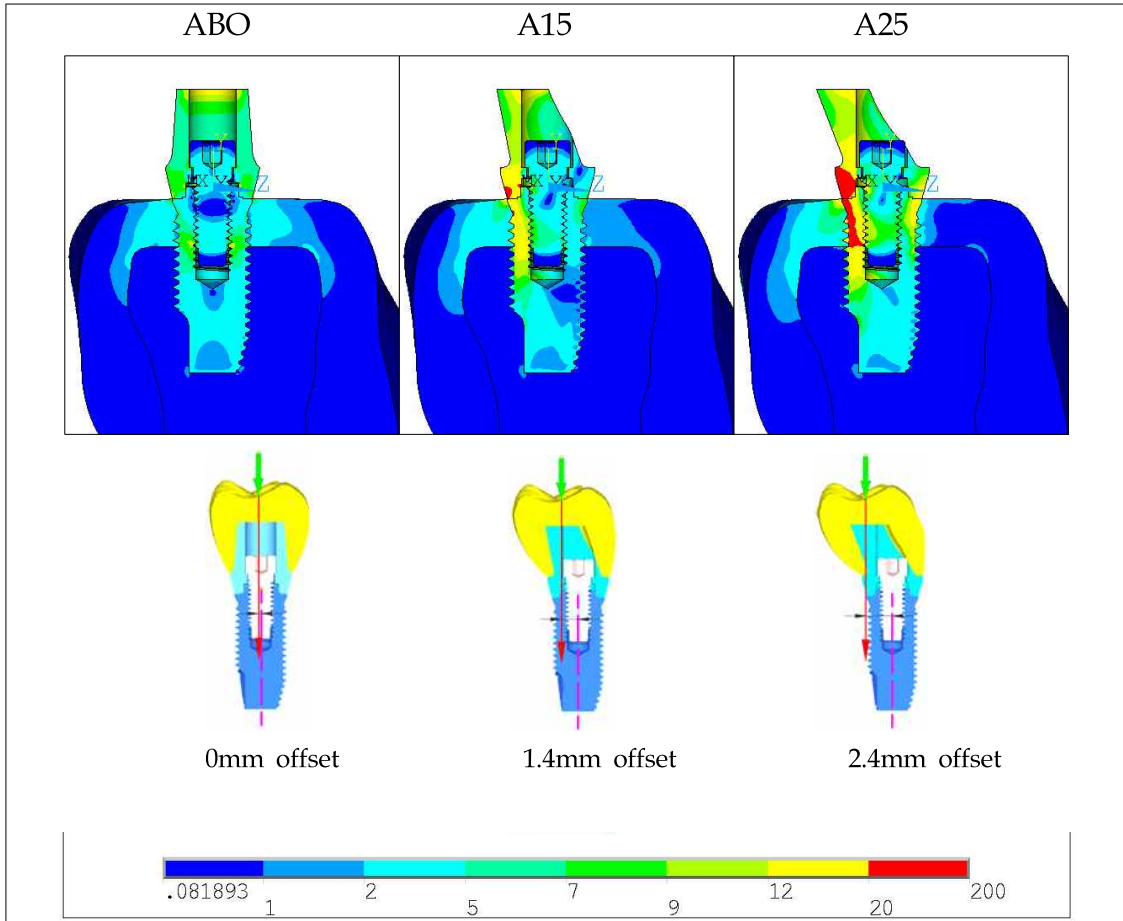 ABO A15 A25
Y Y Y
X Z X Y Z X Y Z
0mm offset 1.4mm offset 2.4mm offset
.081893 2 7 12 200
1 5 9 20